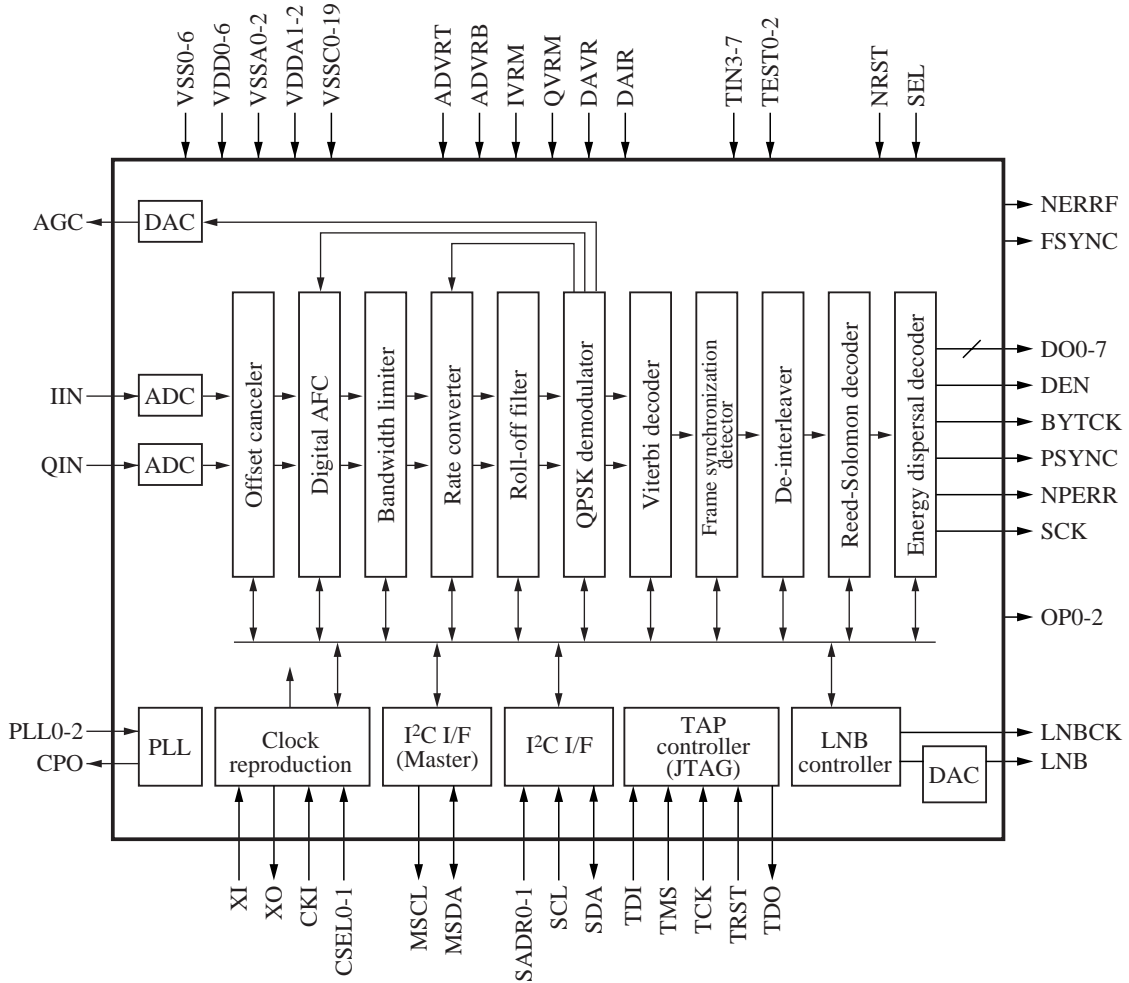 VSS0-6
VDD0-6
VSSA0-2
VDDA1-2
VSSC0-19
ADVRT
ADVRB
IVRM
QVRM
DAVR
DAIR
TIN3-7
TEST0-2
NRST
SEL
AGC
DAC
NERRF
FSYNC
IIN
ADC
QIN
ADC
Offset canceler
Digital AFC
Bandwidth limiter
Rate converter
Roll-off filter
QPSK demodulator
Viterbi decoder
Frame synchronization
detector
De-interleaver
Reed-Solomon decoder
Energy dispersal decoder
DO0-7
DEN
BYTCK
PSYNC
NPERR
SCK
OP0-2
PLL0-2
CPO
PLL
Clock
reproduction
I²C I/F
(Master)
I²C I/F
TAP
controller
(JTAG)
LNB
controller
DAC
LNBCK
LNB
XI
XO
CKI
CSEL0-1
MSCL
MSDA
SADR0-1
SCL
SDA
TDI
TMS
TCK
TRST
TDO